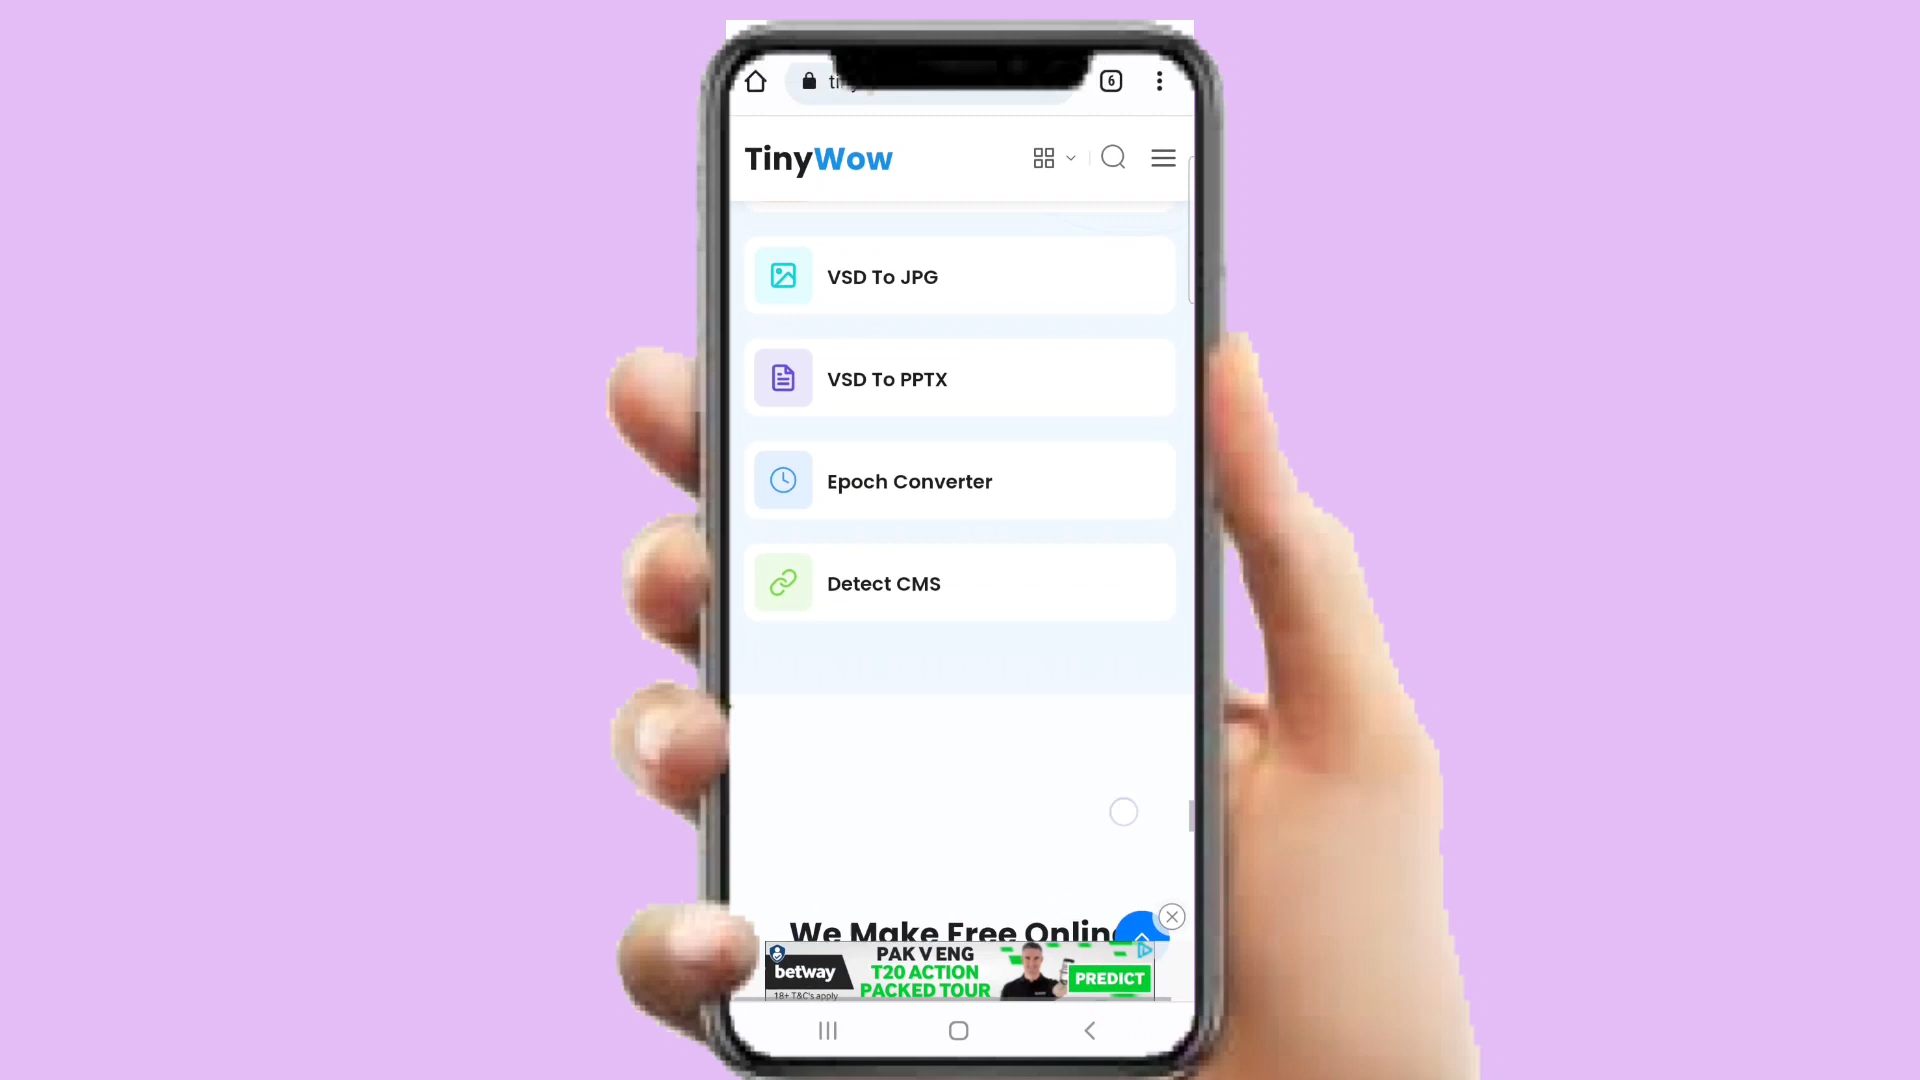 6
TinyWow
VSD To JPG
VSD To PPTX
Epoch Converter
Detect CMS
We Make Free Online
betway
18+ T&C's apply
PAK V ENG
T20 ACTION
PACKED TOUR
PREDICT